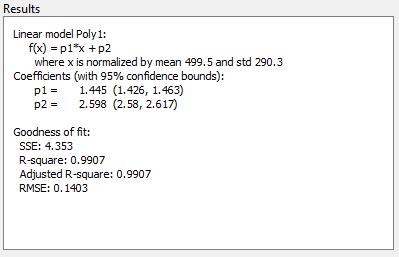 Results
Linear model Poly1:
f(x) = p1*x + p2
where x is normalized by mean 499.5 and std 290.3
Coefficients (with 95% confidence bounds):
p1 = 1.445 (1.426, 1.463)
p2 = 2.598 (2.58, 2.617)
Goodness of fit:
SSE: 4.353
R-square: 0.9907
Adjusted R-square: 0.9907
RMSE: 0.1403